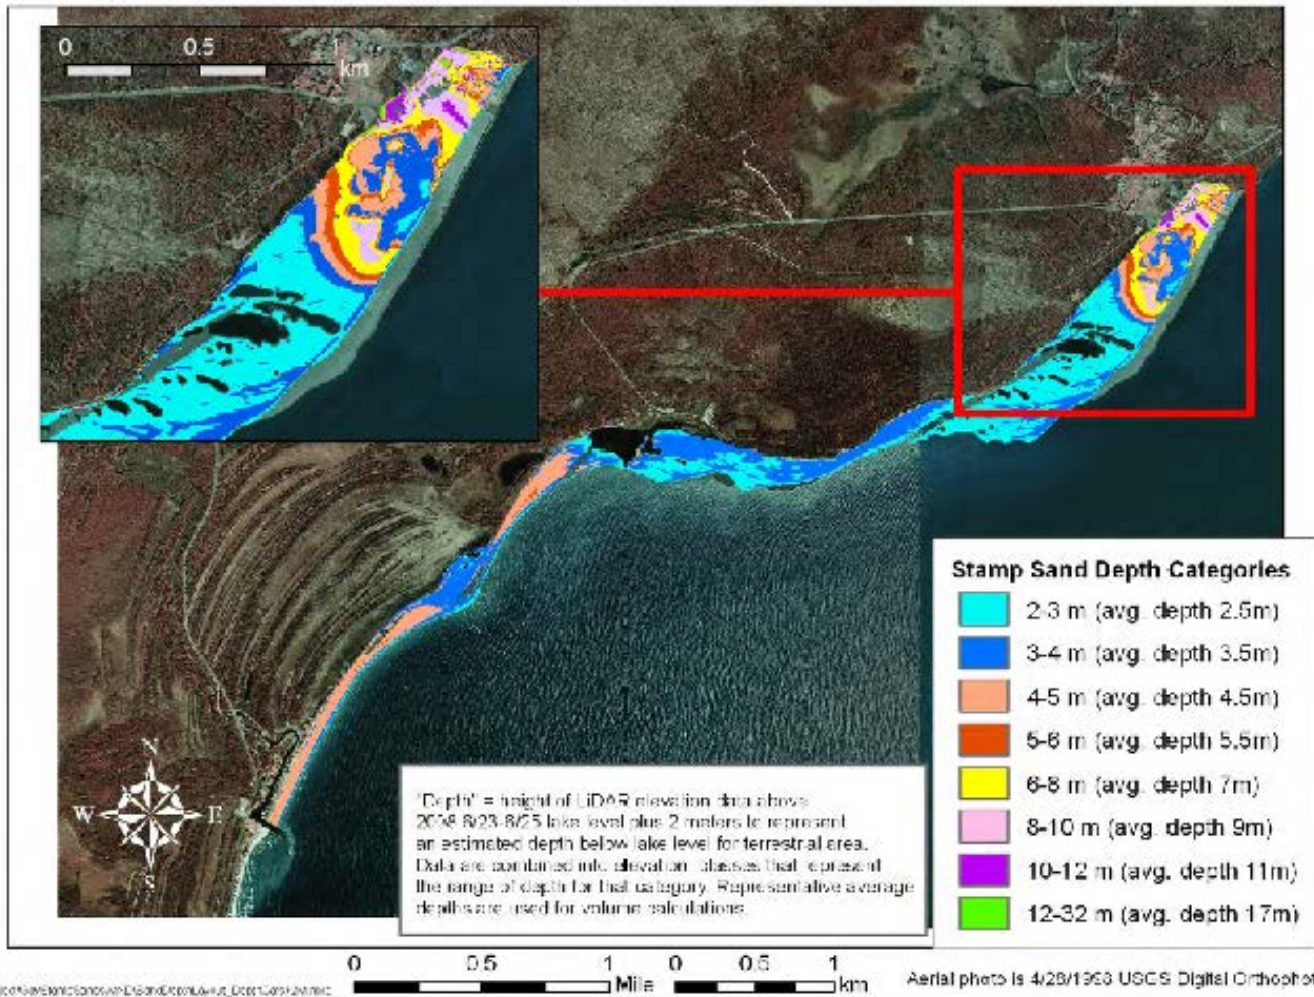 0 0.5 1
km
Stamp Sand Depth Categories
2-3 m (avg. depth 2.5m)
3-4 m (avg. depth 3.5m)
4-5 m (avg. depth 4.5m)
5-6 m (avg. depth 5.5m)
6-8 m (avg. depth 7m)
8-10 m (avg. depth 9m)
10-12 m (avg. depth 11m)
12-32 m (avg. depth 17m)
N
W E
S
"Depth" = height of LiDAR elevation data above
2008 6/23-6/25 lake level plus 2 meters to represent
an estimated depth below lake level for terrestrial area.
Data are combined into elevation classes that represent
the range of depth for that category. Representative average
depths are used for volume calculations.
0 0.5 1
Mile
0 0.5 1
km
Aerial photo is USGS Digital Orthophot